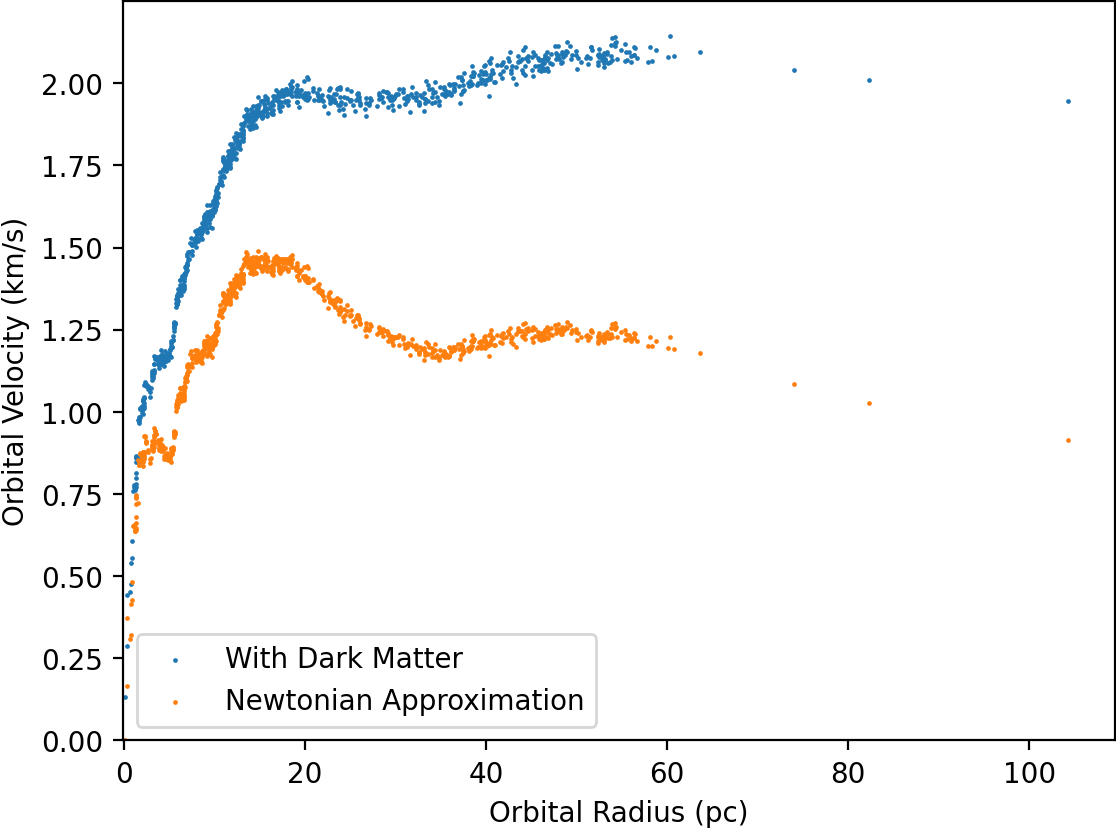 2.00
1.75
1.50
1.25
1.00
0.75
0.50
0.25
0.00
Orbital Velocity (km/s)
With Dark Matter
Newtonian Approximation
0 20 40 60 80 100
Orbital Radius (pc)